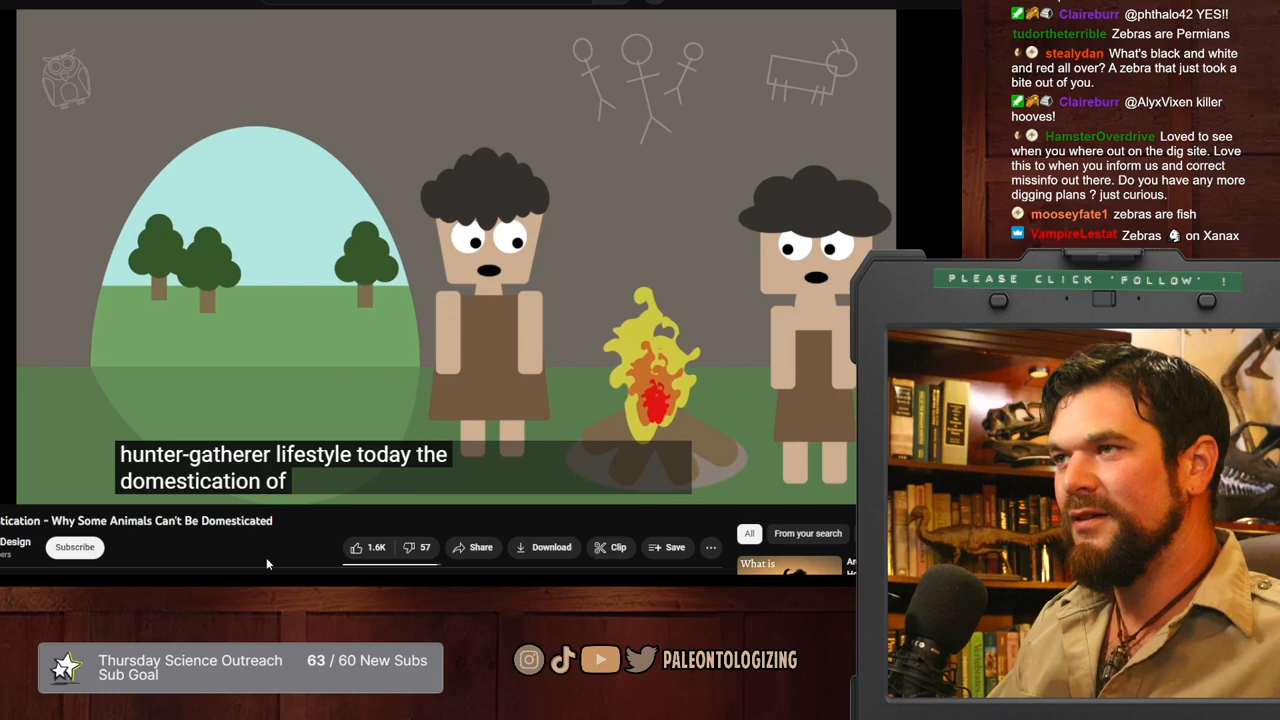 Claireburr @phthalo42 YES!!
tudortheterrible Zebras are Permians
stealydan What's black and white
and red all over? A zebra that just took a
bite out of you.
Claireburr @AlyxVixen killer
hooves!
HamsterOverdrive Loved to see
when you where out on the dig site. Love
this to when you inform us and correct
missinfo out there. Do you have any more
digging plans ? just curious.
mooseyfate1 zebras are fish
VampireLestat Zebras on Xanax
PLEASE CLICK 'FOLLOW' !
hunter-gatherer lifestyle today the
domestication of
tication - Why Some Animals Can't Be Domesticated
Design
Subscribe
1.6K
57
Share
Download
Clip
Save
All
From your search
What is
Thursday Science Outreach
Sub Goal
63 / 60 New Subs
PALEONTOLOGIZING